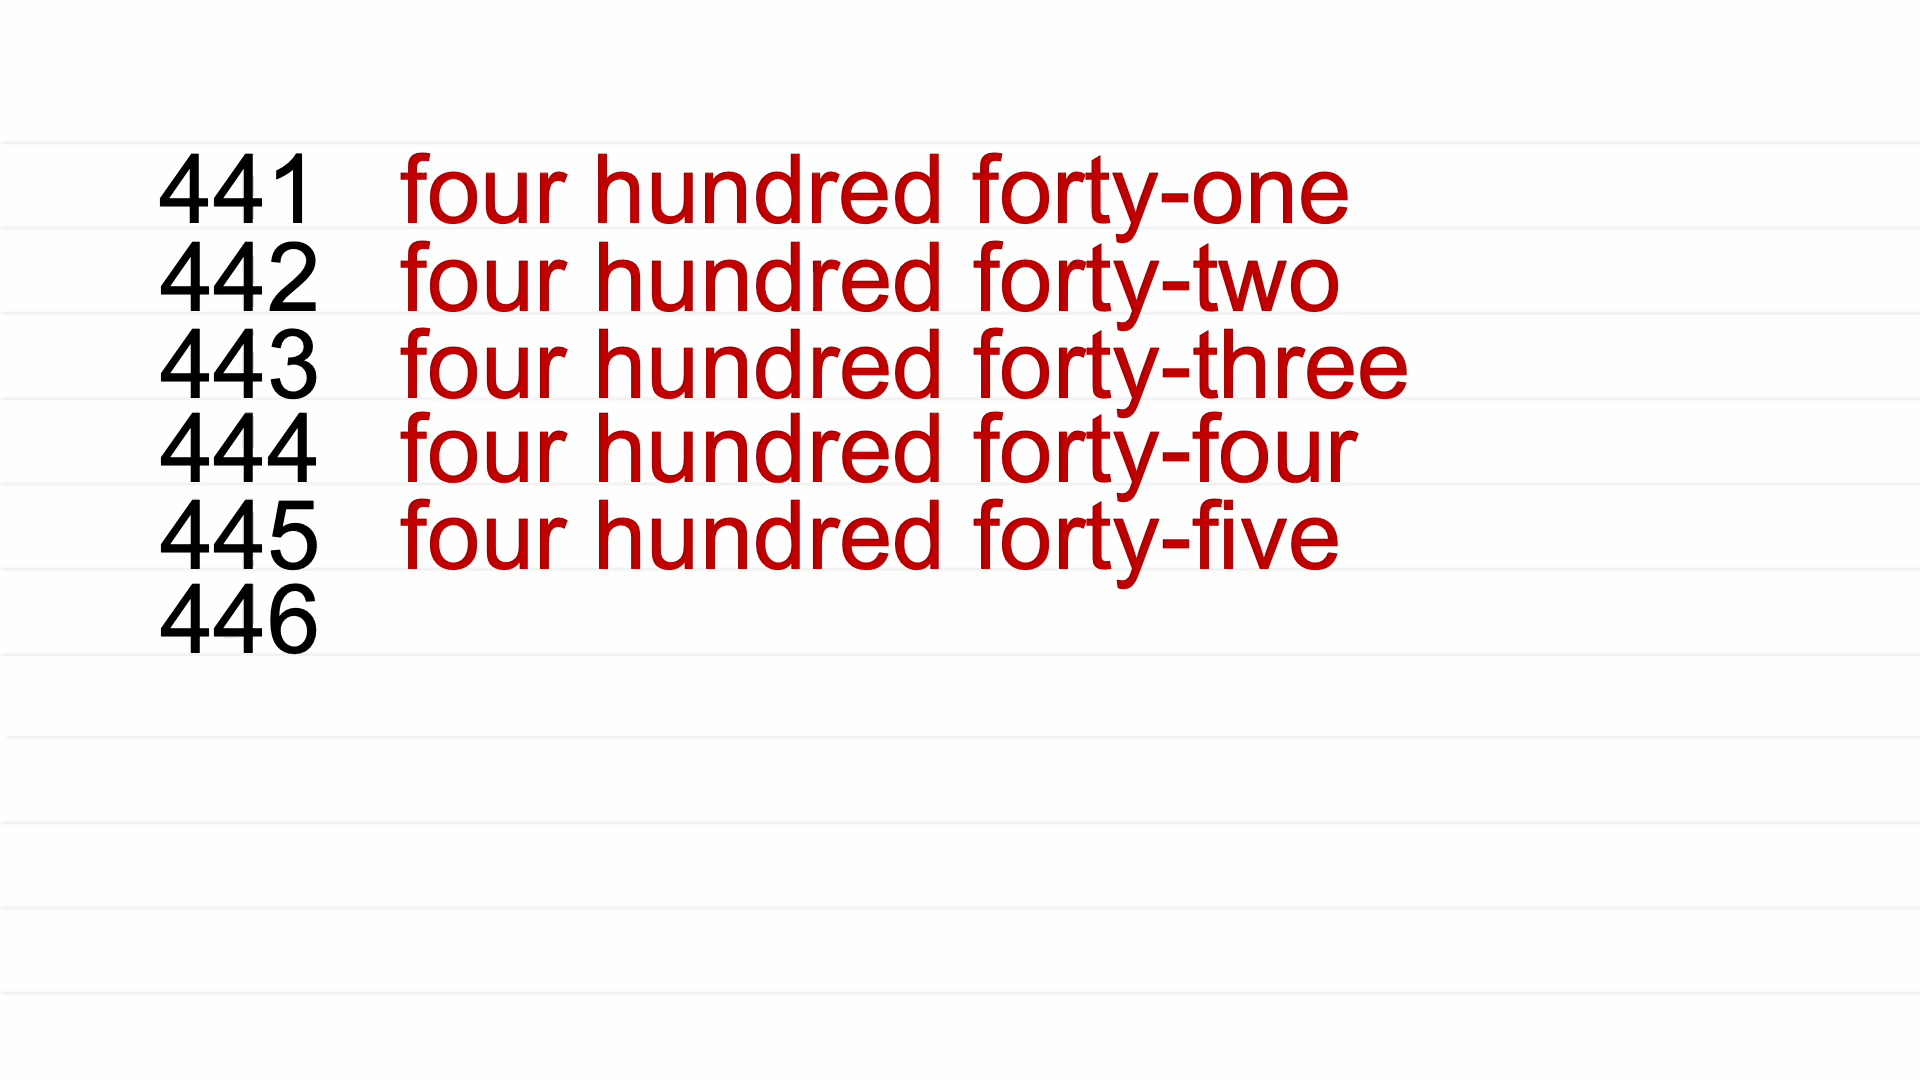 441 four hundred forty-one
442 four hundred forty-two
443 four hundred forty-three
444 four hundred forty-four
445 four hundred forty-five
446